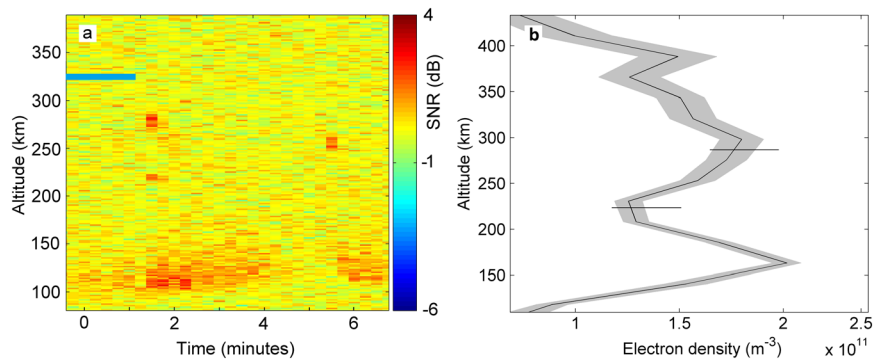 a
Altitude (km)
350
300
250
200
150
100
0
2
4
6
Time (minutes)
4
-1
-6
SNR (dB)
b
Altitude (km)
400
350
300
250
200
150
1
1.5
2
2.5
Electron density (m⁻³)
x 10¹¹